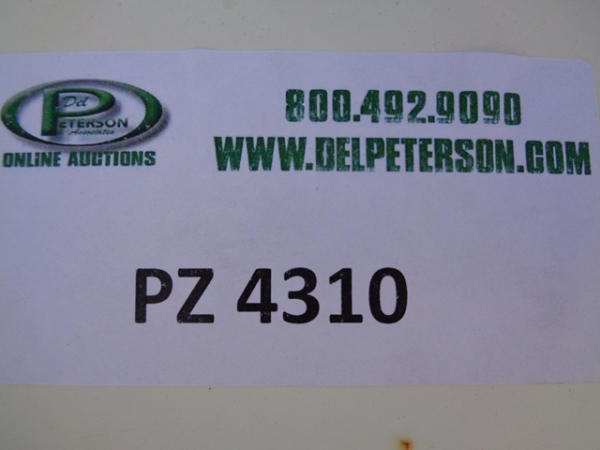 Del
PETERSON
Associates
ONLINE AUCTIONS
800.492.9090
WWW.DELPETERSON.COM
PZ 4310